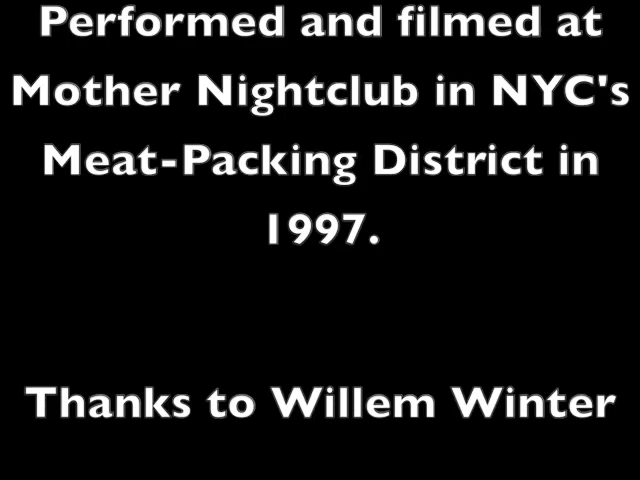 Performed and filmed at
Mother Nightclub in NYC's
Meat-Packing District in
1997.
Thanks to Willem Winter